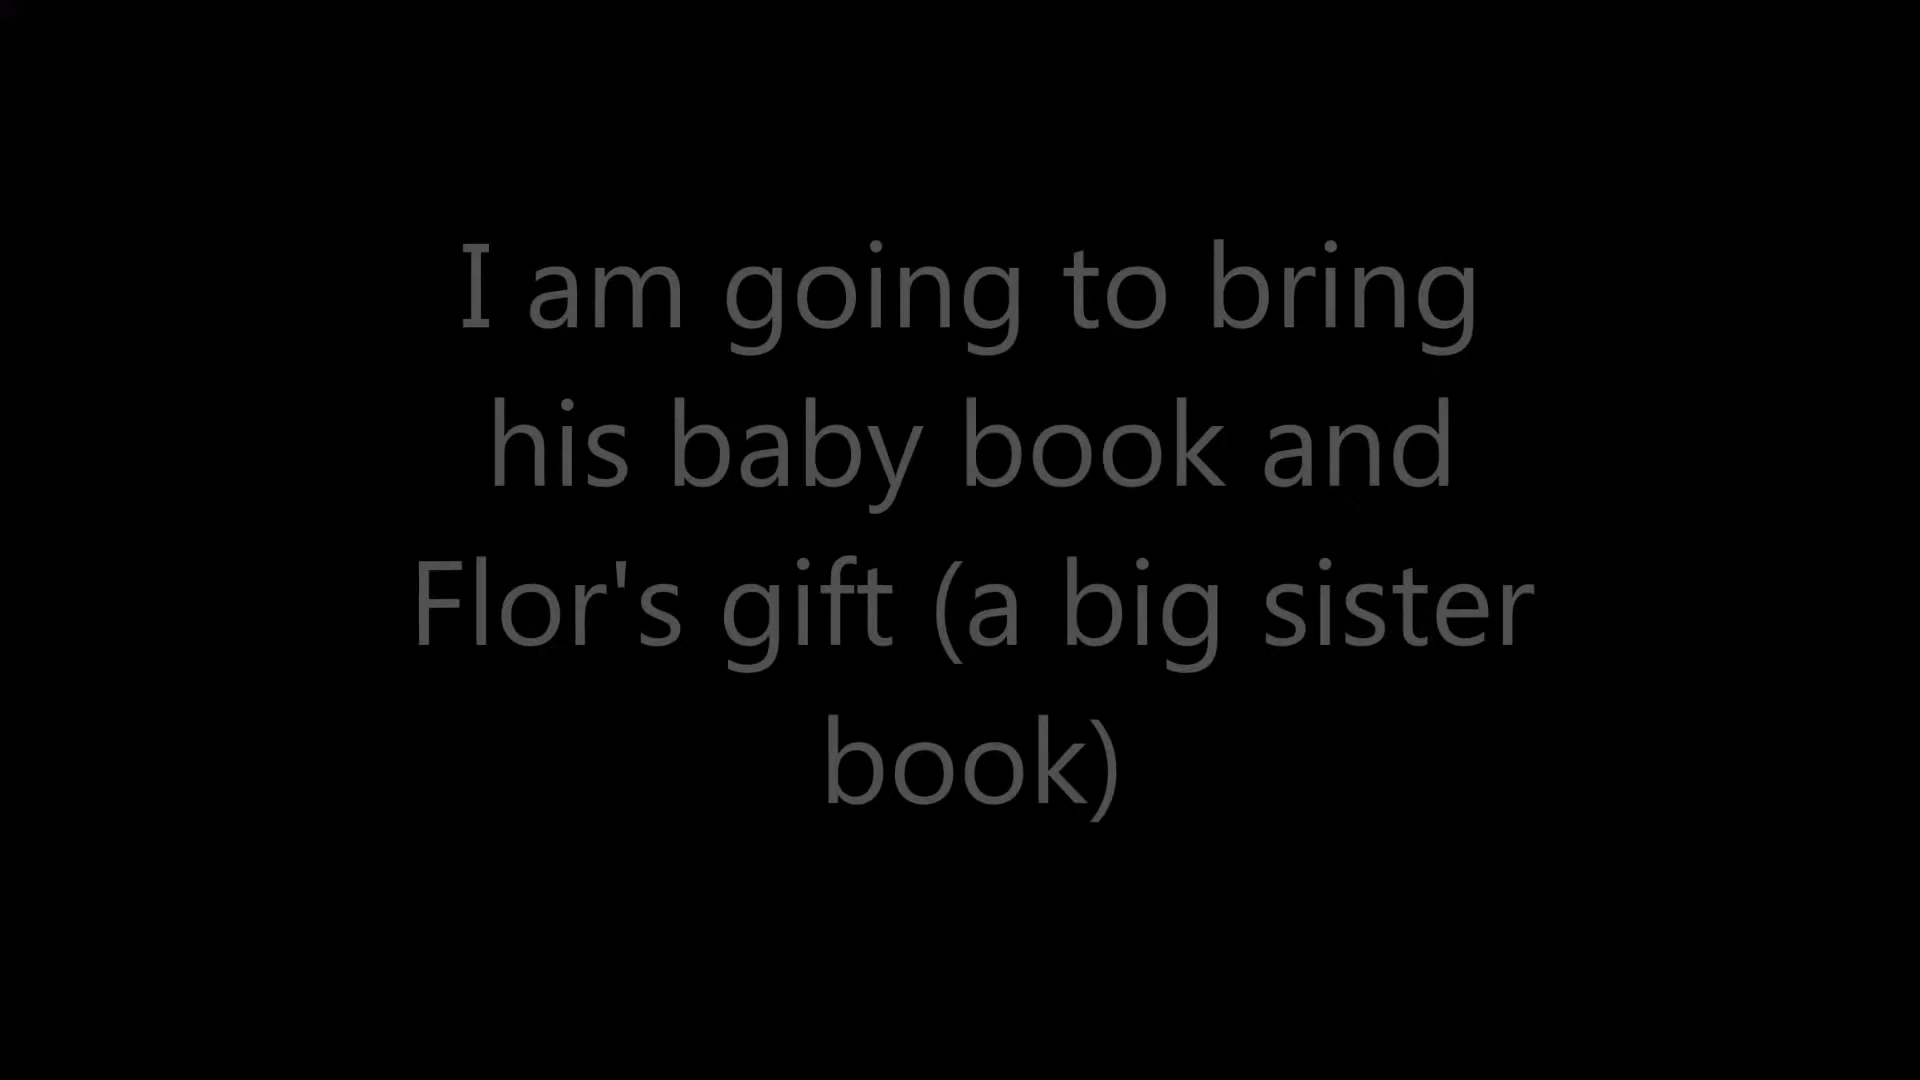 I am going to bring
his baby book and
Flor's gift (a big sister
book)